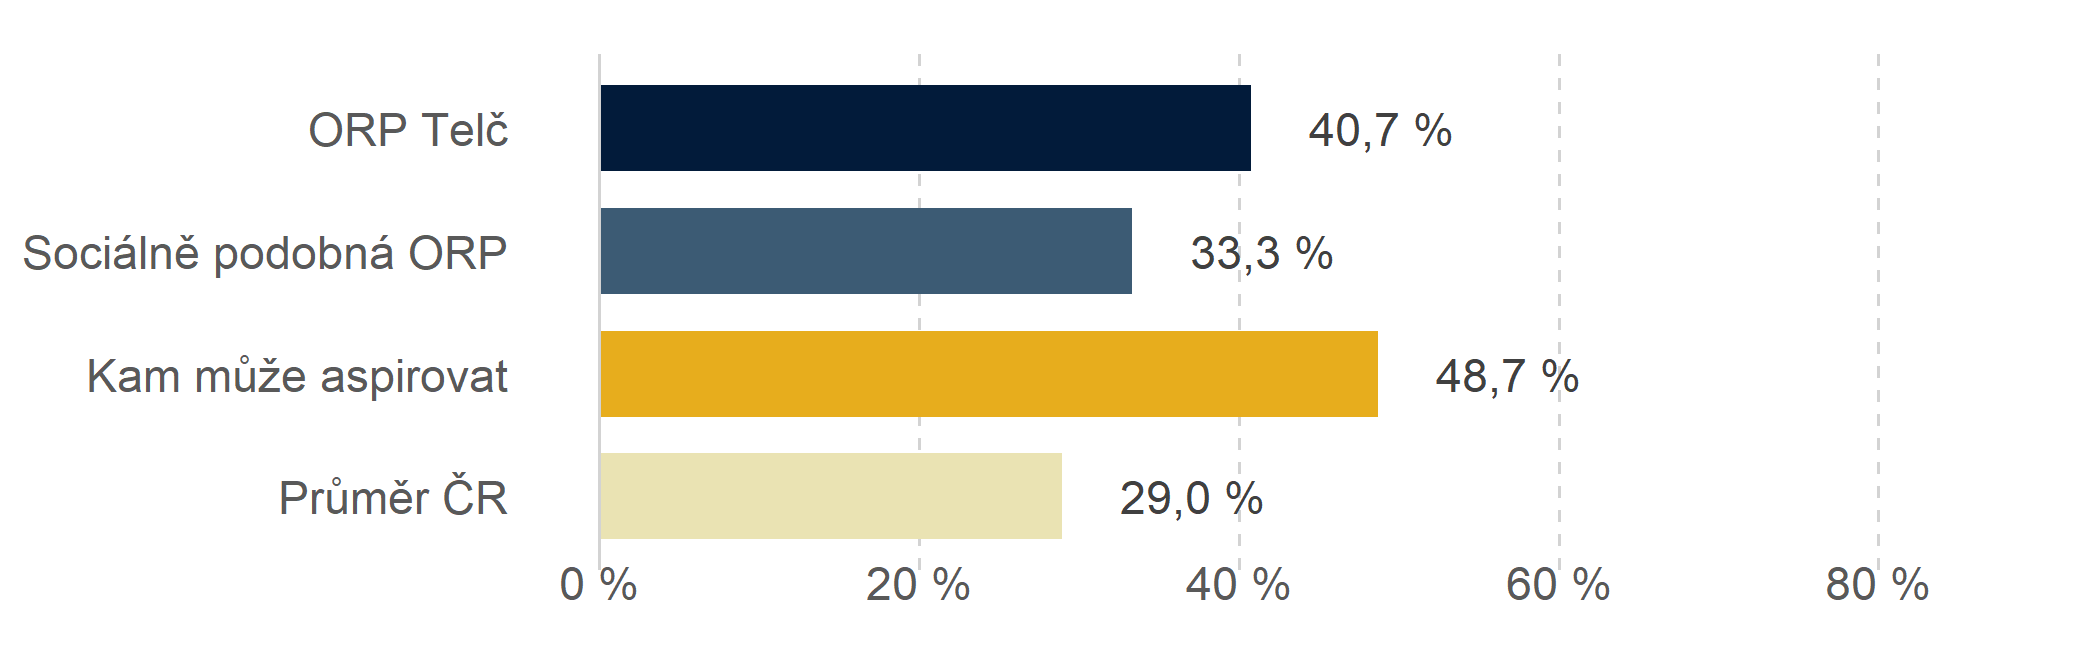 ORP Telč
40,7 %
Sociálně podobná ORP
33,3 %
Kam může aspirovat
48,7 %
Průměr ČR
29,0 %
0 %
20 %
40 %
60 %
80 %